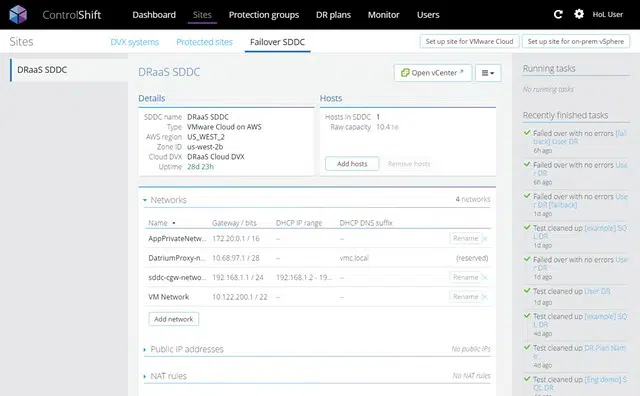 ControlShift
Dashboard
Sites
Protection groups
DR plans
Monitor
Users
HoL User
Sites
DVX systems
Protected sites
Failover SDDC
Set up site for VMware Cloud
Set up site for on-prem vSphere
DRaaS SDDC
DRaaS SDDC
Open vCenter
Details
SDDC name DRaaS SDDC
Type VMware Cloud on AWS
AWS region US_WEST_2
Zone ID us-west-2b
Cloud DVX DRaaS Cloud DVX
Uptime 28d 23h
Hosts
Hosts in SDDC 1
Raw capacity 10.4 TiB
Add hosts
Remove hosts
Networks
4 networks
Name Gateway / bits DHCP IP range DHCP DNS suffix
AppPrivateNetw... 172.20.0.1 / 16 -- -- Rename
DatriumProxy-n... 10.68.97.1 / 28 -- vmc.local (reserved)
sddc-cgw-netwo... 192.168.1.1 / 24 192.168.1.2 - 19... -- Rename
VM Network 10.122.200.1 / 22 -- -- Rename
Add network
Public IP addresses
No public IPs
NAT rules
No NAT rules
Running tasks
No running tasks
Recently finished tasks
Failed over with no errors [fail
back] User DR
6h ago
Failed over with no errors Use
r DR
6h ago
Failed over with no errors Use
r DR [failback]
1d ago
Test cleaned up [example] SQ
L DR
1d ago
Failed over with no errors Use
r DR
1d ago
Test cleaned up User DR
1d ago
Test cleaned up [example] SQ
L DR
4d ago
Test cleaned up DR Plan Nam
e
4d ago
Test cleaned up [Eng demo] S
QL DR